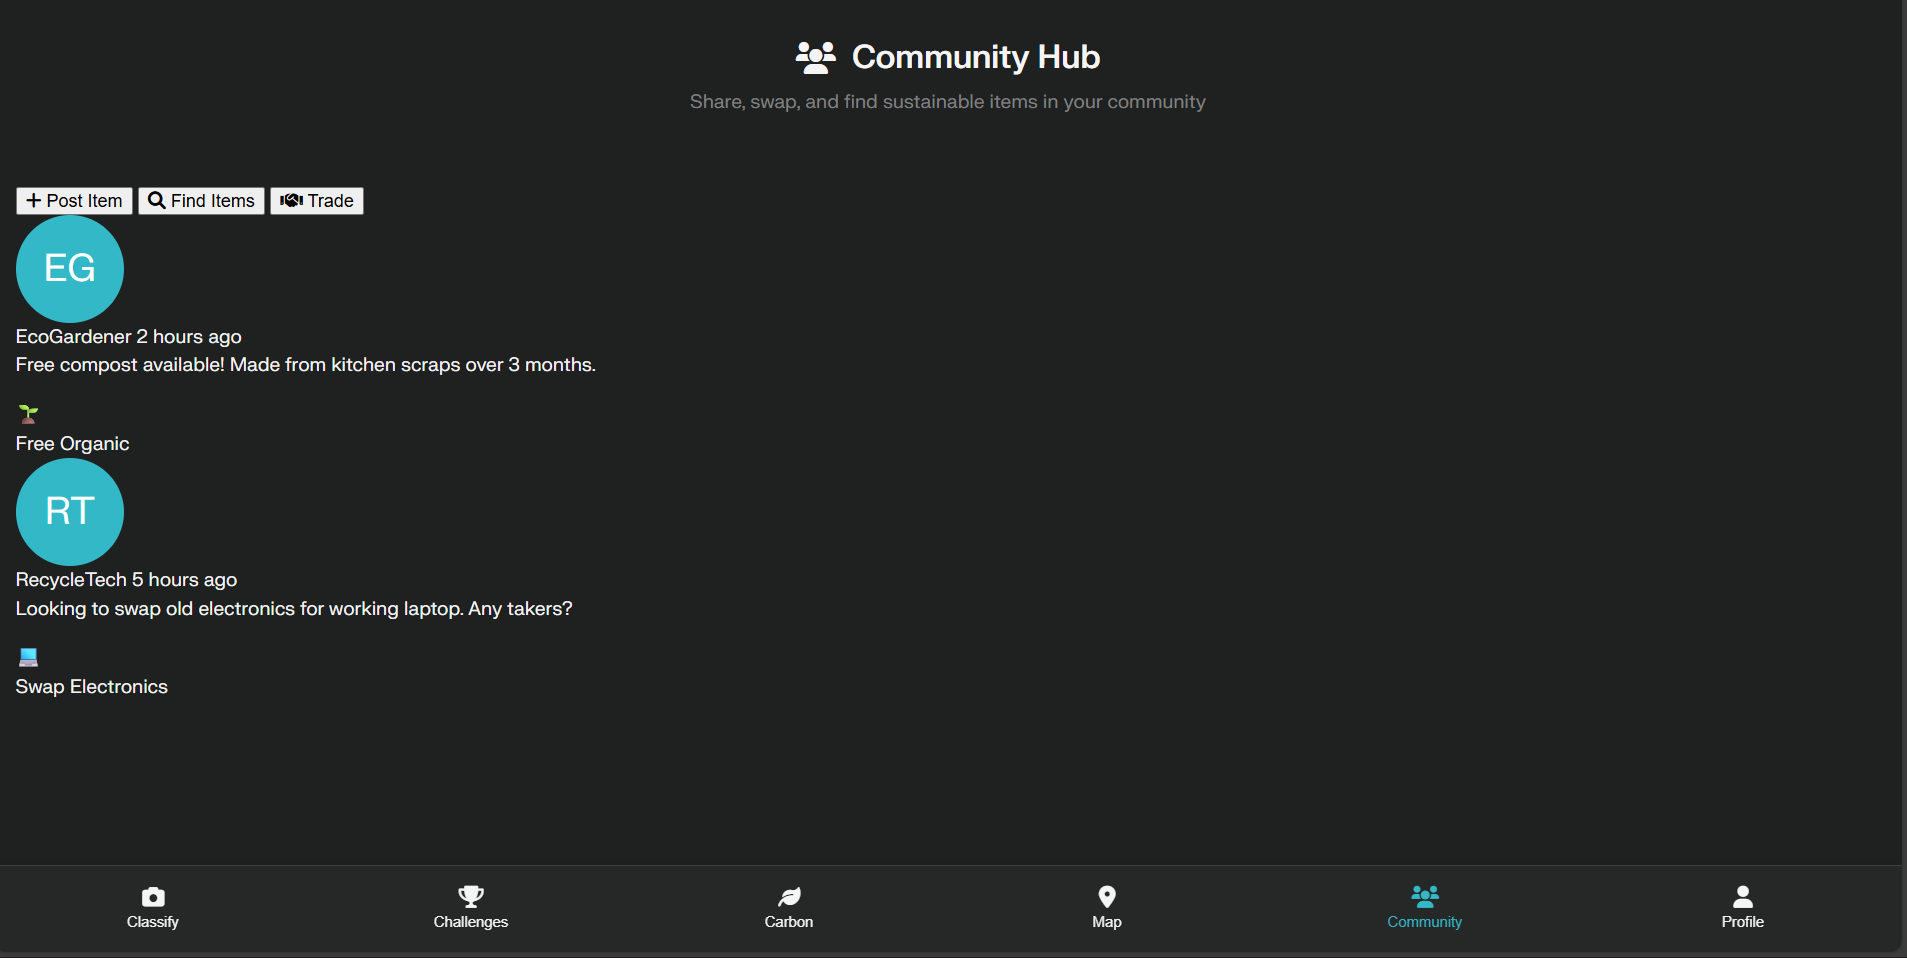 Community Hub
Share, swap, and find sustainable items in your community
Post Item Find Items Trade
EG
EcoGardener 2 hours ago
Free compost available! Made from kitchen scraps over 3 months.
Free Organic
RT
RecycleTech 5 hours ago
Looking to swap old electronics for working laptop. Any takers?
Swap Electronics
Classify Challenges Carbon Map Community Profile